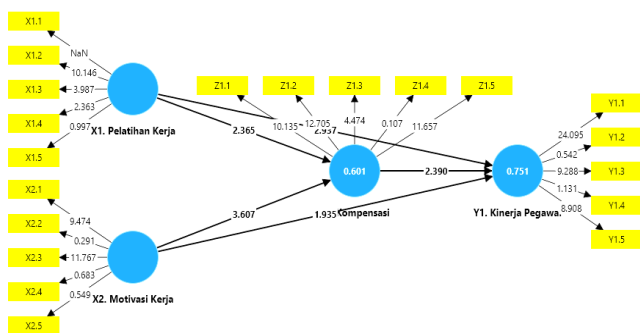 X1.1
X1.2
X1.3
X1.4
X1.5
NaN
10.146
3.987
2.363
0.997
X1. Pelatihan Kerja
X2.1
X2.2
X2.3
X2.4
X2.5
9.474
0.291
11.767
0.683
0.549
X2. Motivasi Kerja
Z1.1
Z1.2
Z1.3
Z1.4
Z1.5
10.135
12.705
4.474
0.107
11.657
2.365
2.937
3.607
1.935
2.390
0.601
ompensasi
0.751
Y1. Kinerja Pegawa
Y1.1
Y1.2
Y1.3
Y1.4
Y1.5
24.095
0.542
9.288
1.131
8.908